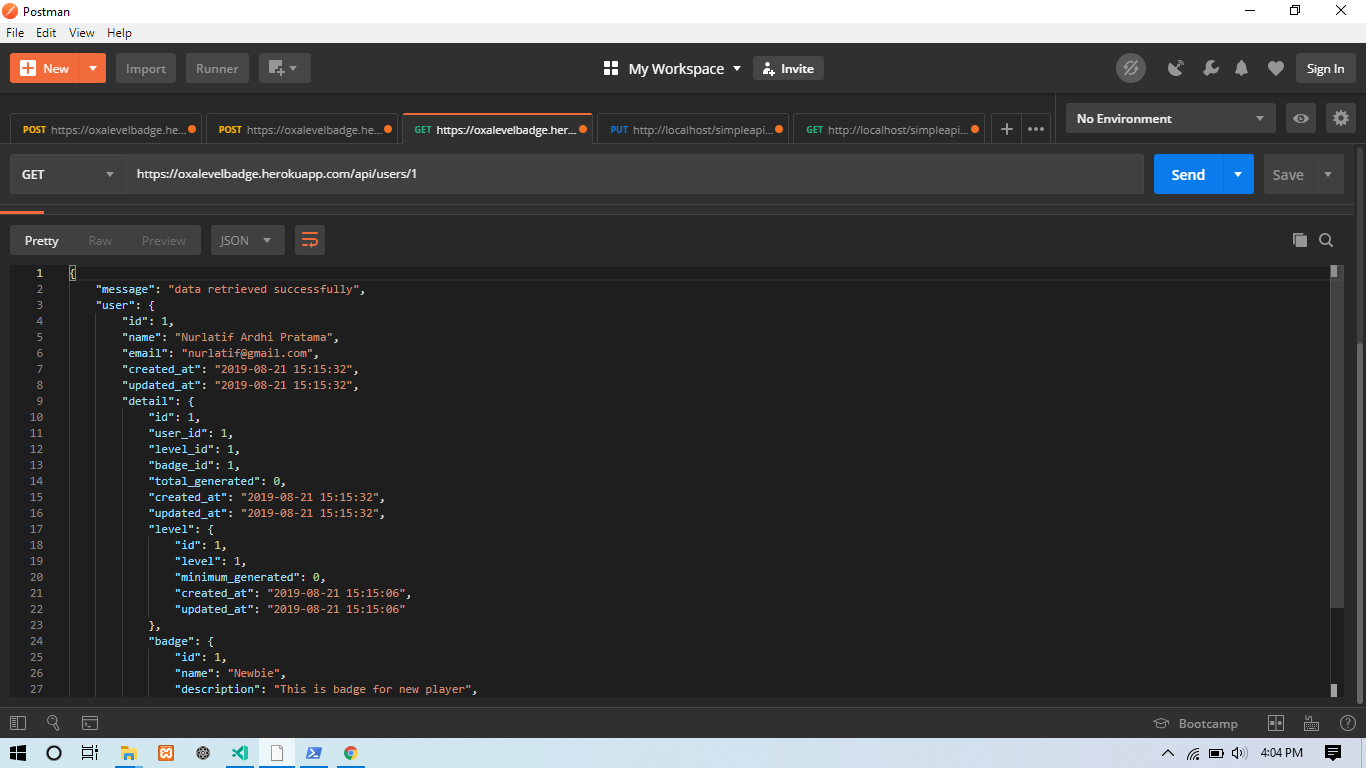 Postman
File Edit View Help
New Import Runner My Workspace Invite Sign In
POST https://oxalevelbadge.he... POST https://oxalevelbadge.he... GET https://oxalevelbadge.her... PUT http://localhost/simpleapi... GET http://localhost/simpleapi... No Environment
GET https://oxalevelbadge.herokuapp.com/api/users/1 Send Save
Pretty Raw Preview JSON
1 {
2 "message": "data retrieved successfully",
3 "user": {
4 "id": 1,
5 "name": "Nurlatif Ardhi Pratama",
6 "email": "nurlatif@gmail.com",
7 "created_at": "2019-08-21 15:15:32",
8 "updated_at": "2019-08-21 15:15:32",
9 "detail": {
10 "id": 1,
11 "user_id": 1,
12 "level_id": 1,
13 "badge_id": 1,
14 "total_generated": 0,
15 "created_at": "2019-08-21 15:15:32",
16 "updated_at": "2019-08-21 15:15:32",
17 "level": {
18 "id": 1,
19 "level": 1,
20 "minimum_generated": 0,
21 "created_at": "2019-08-21 15:15:06",
22 "updated_at": "2019-08-21 15:15:06"
23 },
24 "badge": {
25 "id": 1,
26 "name": "Newbie",
27 "description": "This is badge for new player",
Bootcamp
4:04 PM